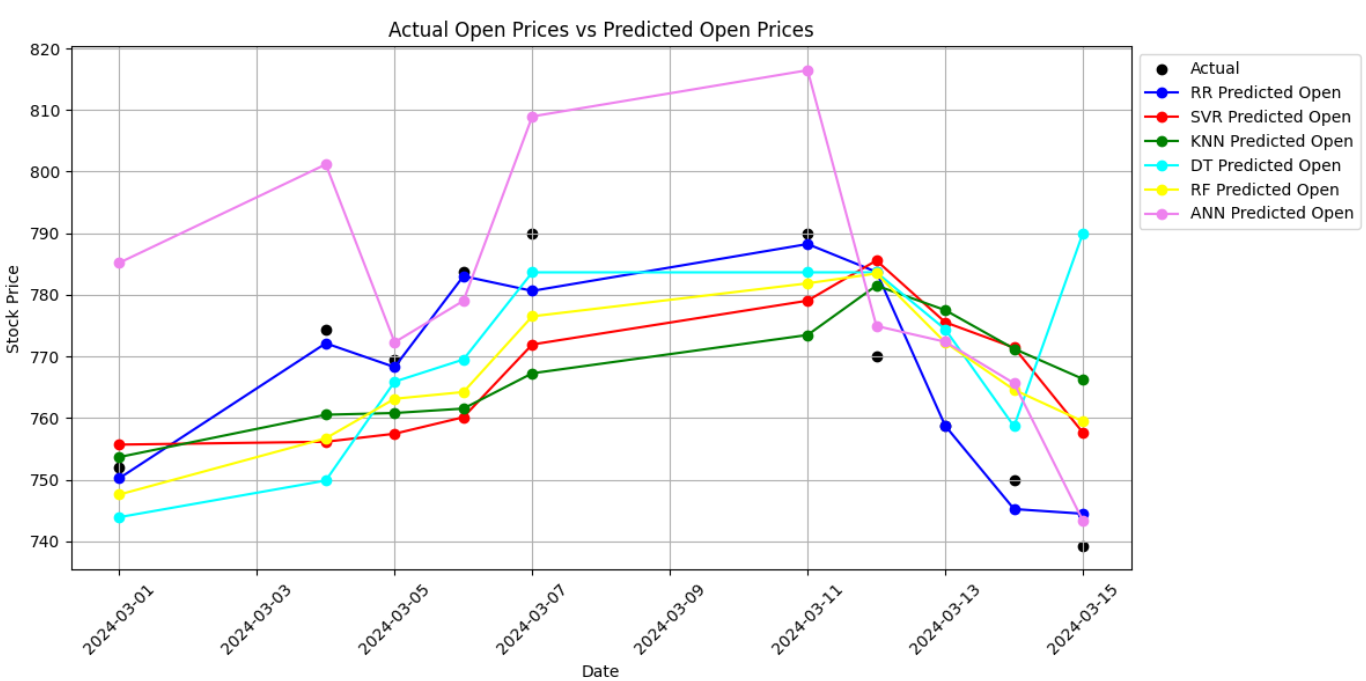 Actual Open Prices vs Predicted Open Prices
820
810
800
790
780
770
760
750
740
Stock Price
2024-03-01
2024-03-03
2024-03-05
2024-03-07
2024-03-09
2024-03-11
2024-03-13
2024-03-15
Date
Actual
RR Predicted Open
SVR Predicted Open
KNN Predicted Open
DT Predicted Open
RF Predicted Open
ANN Predicted Open